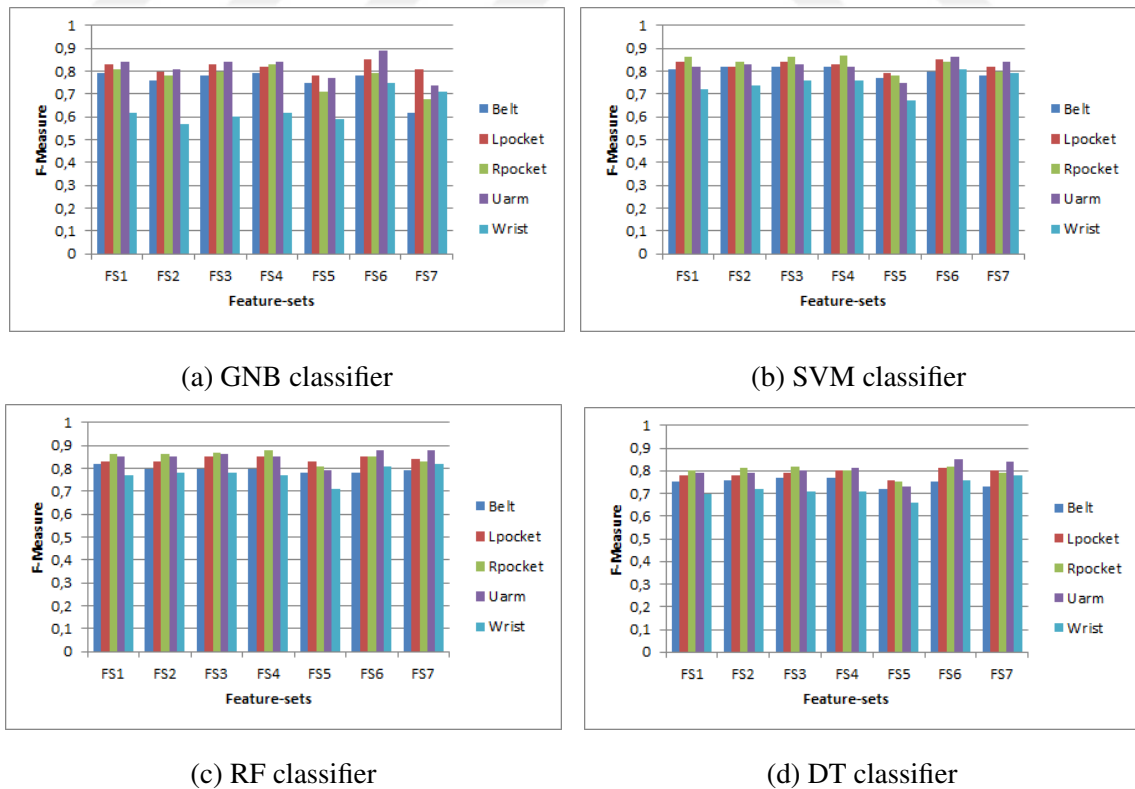 1
0,9
0,8
0,7
0,6
0,5
0,4
0,3
0,2
0,1
0
F-Measure
FS1 FS2 FS3 FS4 FS5 FS6 FS7
Feature-sets
Belt
Lpocket
Rpocket
Uarm
Wrist
(a) GNB classifier
1
0,9
0,8
0,7
0,6
0,5
0,4
0,3
0,2
0,1
0
F-Measure
FS1 FS2 FS3 FS4 FS5 FS6 FS7
Feature-sets
Belt
Lpocket
Rpocket
Uarm
Wrist
(b) SVM classifier
1
0,9
0,8
0,7
0,6
0,5
0,4
0,3
0,2
0,1
0
F-Measure
FS1 FS2 FS3 FS4 FS5 FS6 FS7
Feature-sets
Belt
Lpocket
Rpocket
Uarm
Wrist
(c) RF classifier
1
0,9
0,8
0,7
0,6
0,5
0,4
0,3
0,2
0,1
0
F-Measure
FS1 FS2 FS3 FS4 FS5 FS6 FS7
Feature-sets
Belt
Lpocket
Rpocket
Uarm
Wrist
(d) DT classifier